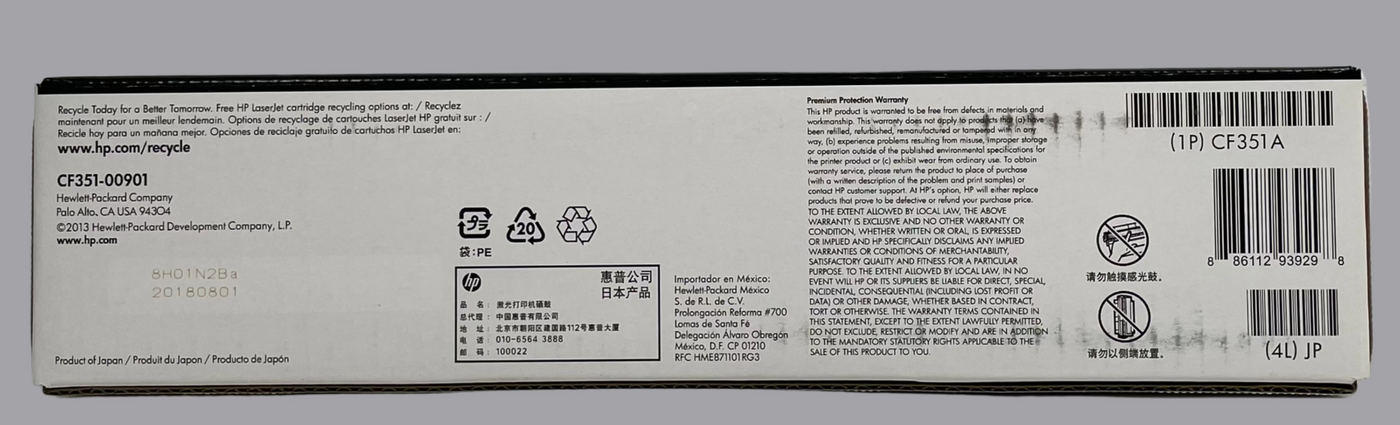 Recycle Today for a Better Tomorrow. Free HP LaserJet cartridge recycling options at: / Recyclez
maintenant pour un meilleur lendemain. Options de recyclage de cartouches LaserJet HP gratuit sur : /
Recicle hoy para un mañana mejor. Opciones de reciclaje gratuito de cartuchos HP LaserJet en:
www.hp.com/recycle
CF351-00901
Hewlett-Packard Company
Palo Alto, CA USA 94304
©2013 Hewlett-Packard Development Company, L.P.
www.hp.com
8H01N2Ba
20180801
Product of Japan / Produit du Japon / Producto de Japón
プラ
20
袋:PE
hp
惠普公司
日本产品
品 名: 激光打印机硒鼓
总代理: 中国惠普有限公司
地 址: 北京市朝阳区建国路112号惠普大厦
电 话: 010-6564 3888
邮 码: 100022
Importador en México:
Hewlett-Packard México
S. de R.L. de C.V.
Prolongación Reforma #700
Lomas de Santa Fé
Delegación Álvaro Obregón
México, D.F. CP 01210
RFC HME871101RG3
Premium Protection Warranty
This HP product is warranted to be free from defects in materials and
workmanship. This warranty does not apply to products that (a) have
been refilled, refurbished, remanufactured or tampered with in any
way, (b) experience problems resulting from misuse, improper storage
or operation outside of the published environmental specifications for
the printer product or (c) exhibit wear from ordinary use. To obtain
warranty service, please return the product to place of purchase
(with a written description of the problem and print samples) or
contact HP customer support. At HP's option, HP will either replace
products that prove to be defective or refund your purchase price.
TO THE EXTENT ALLOWED BY LOCAL LAW, THE ABOVE
WARRANTY IS EXCLUSIVE AND NO OTHER WARRANTY OR
CONDITION, WHETHER WRITTEN OR ORAL, IS EXPRESSED
OR IMPLIED AND HP SPECIFICALLY DISCLAIMS ANY IMPLIED
WARRANTIES OR CONDITIONS OF MERCHANTABILITY,
SATISFACTORY QUALITY AND FITNESS FOR A PARTICULAR
PURPOSE. TO THE EXTENT ALLOWED BY LOCAL LAW, IN NO
EVENT WILL HP OR ITS SUPPLIERS BE LIABLE FOR DIRECT, SPECIAL,
INCIDENTAL, CONSEQUENTIAL (INCLUDING LOST PROFIT OR
DATA) OR OTHER DAMAGE, WHETHER BASED IN CONTRACT,
TORT OR OTHERWISE. THE WARRANTY TERMS CONTAINED IN
THIS STATEMENT, EXCEPT TO THE EXTENT LAWFULLY PERMITTED,
DO NOT EXCLUDE, RESTRICT OR MODIFY AND ARE IN ADDITION
TO THE MANDATORY STATUTORY RIGHTS APPLICABLE TO THE
SALE OF THIS PRODUCT TO YOU.
请勿触摸感光鼓。
请勿以侧端放置。
(1P) CF351A
8 86112 93929 8
(4L) JP